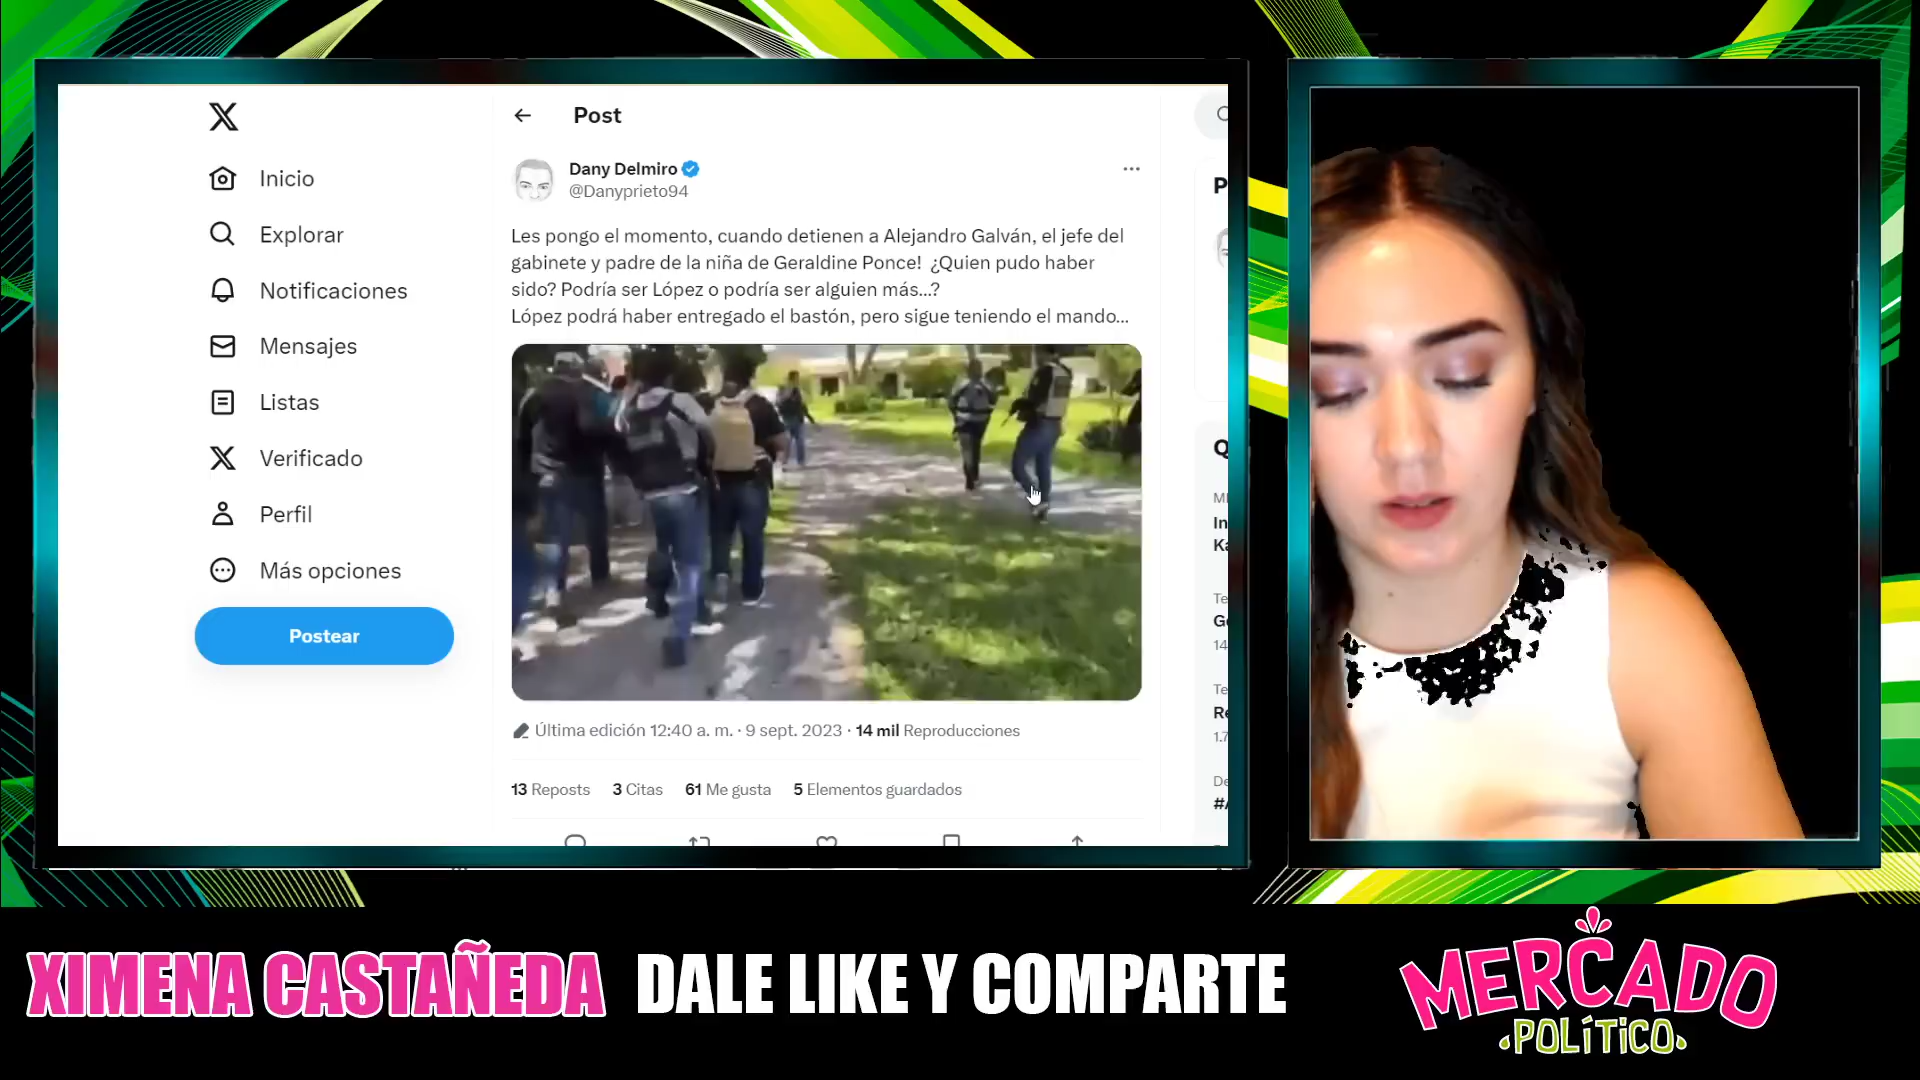 X
Inicio
Explorar
Notificaciones
Mensajes
Listas
Verificado
Perfil
Más opciones
Postear
Post
Dany Delmiro
@Danyprieto94
Les pongo el momento, cuando detienen a Alejandro Galván, el jefe del
gabinete y padre de la niña de Geraldine Ponce! ¿Quien pudo haber
sido? Podría ser López o podría ser alguien más...?
López podrá haber entregado el bastón, pero sigue teniendo el mando...
Última edición 12:40 a. m. · 9 sept. 2023 · 14 mil Reproducciones
13 Reposts 3 Citas 61 Me gusta 5 Elementos guardados
XIMENA CASTAÑEDA
DALE LIKE Y COMPARTE
MERCADO
POLÍTICO